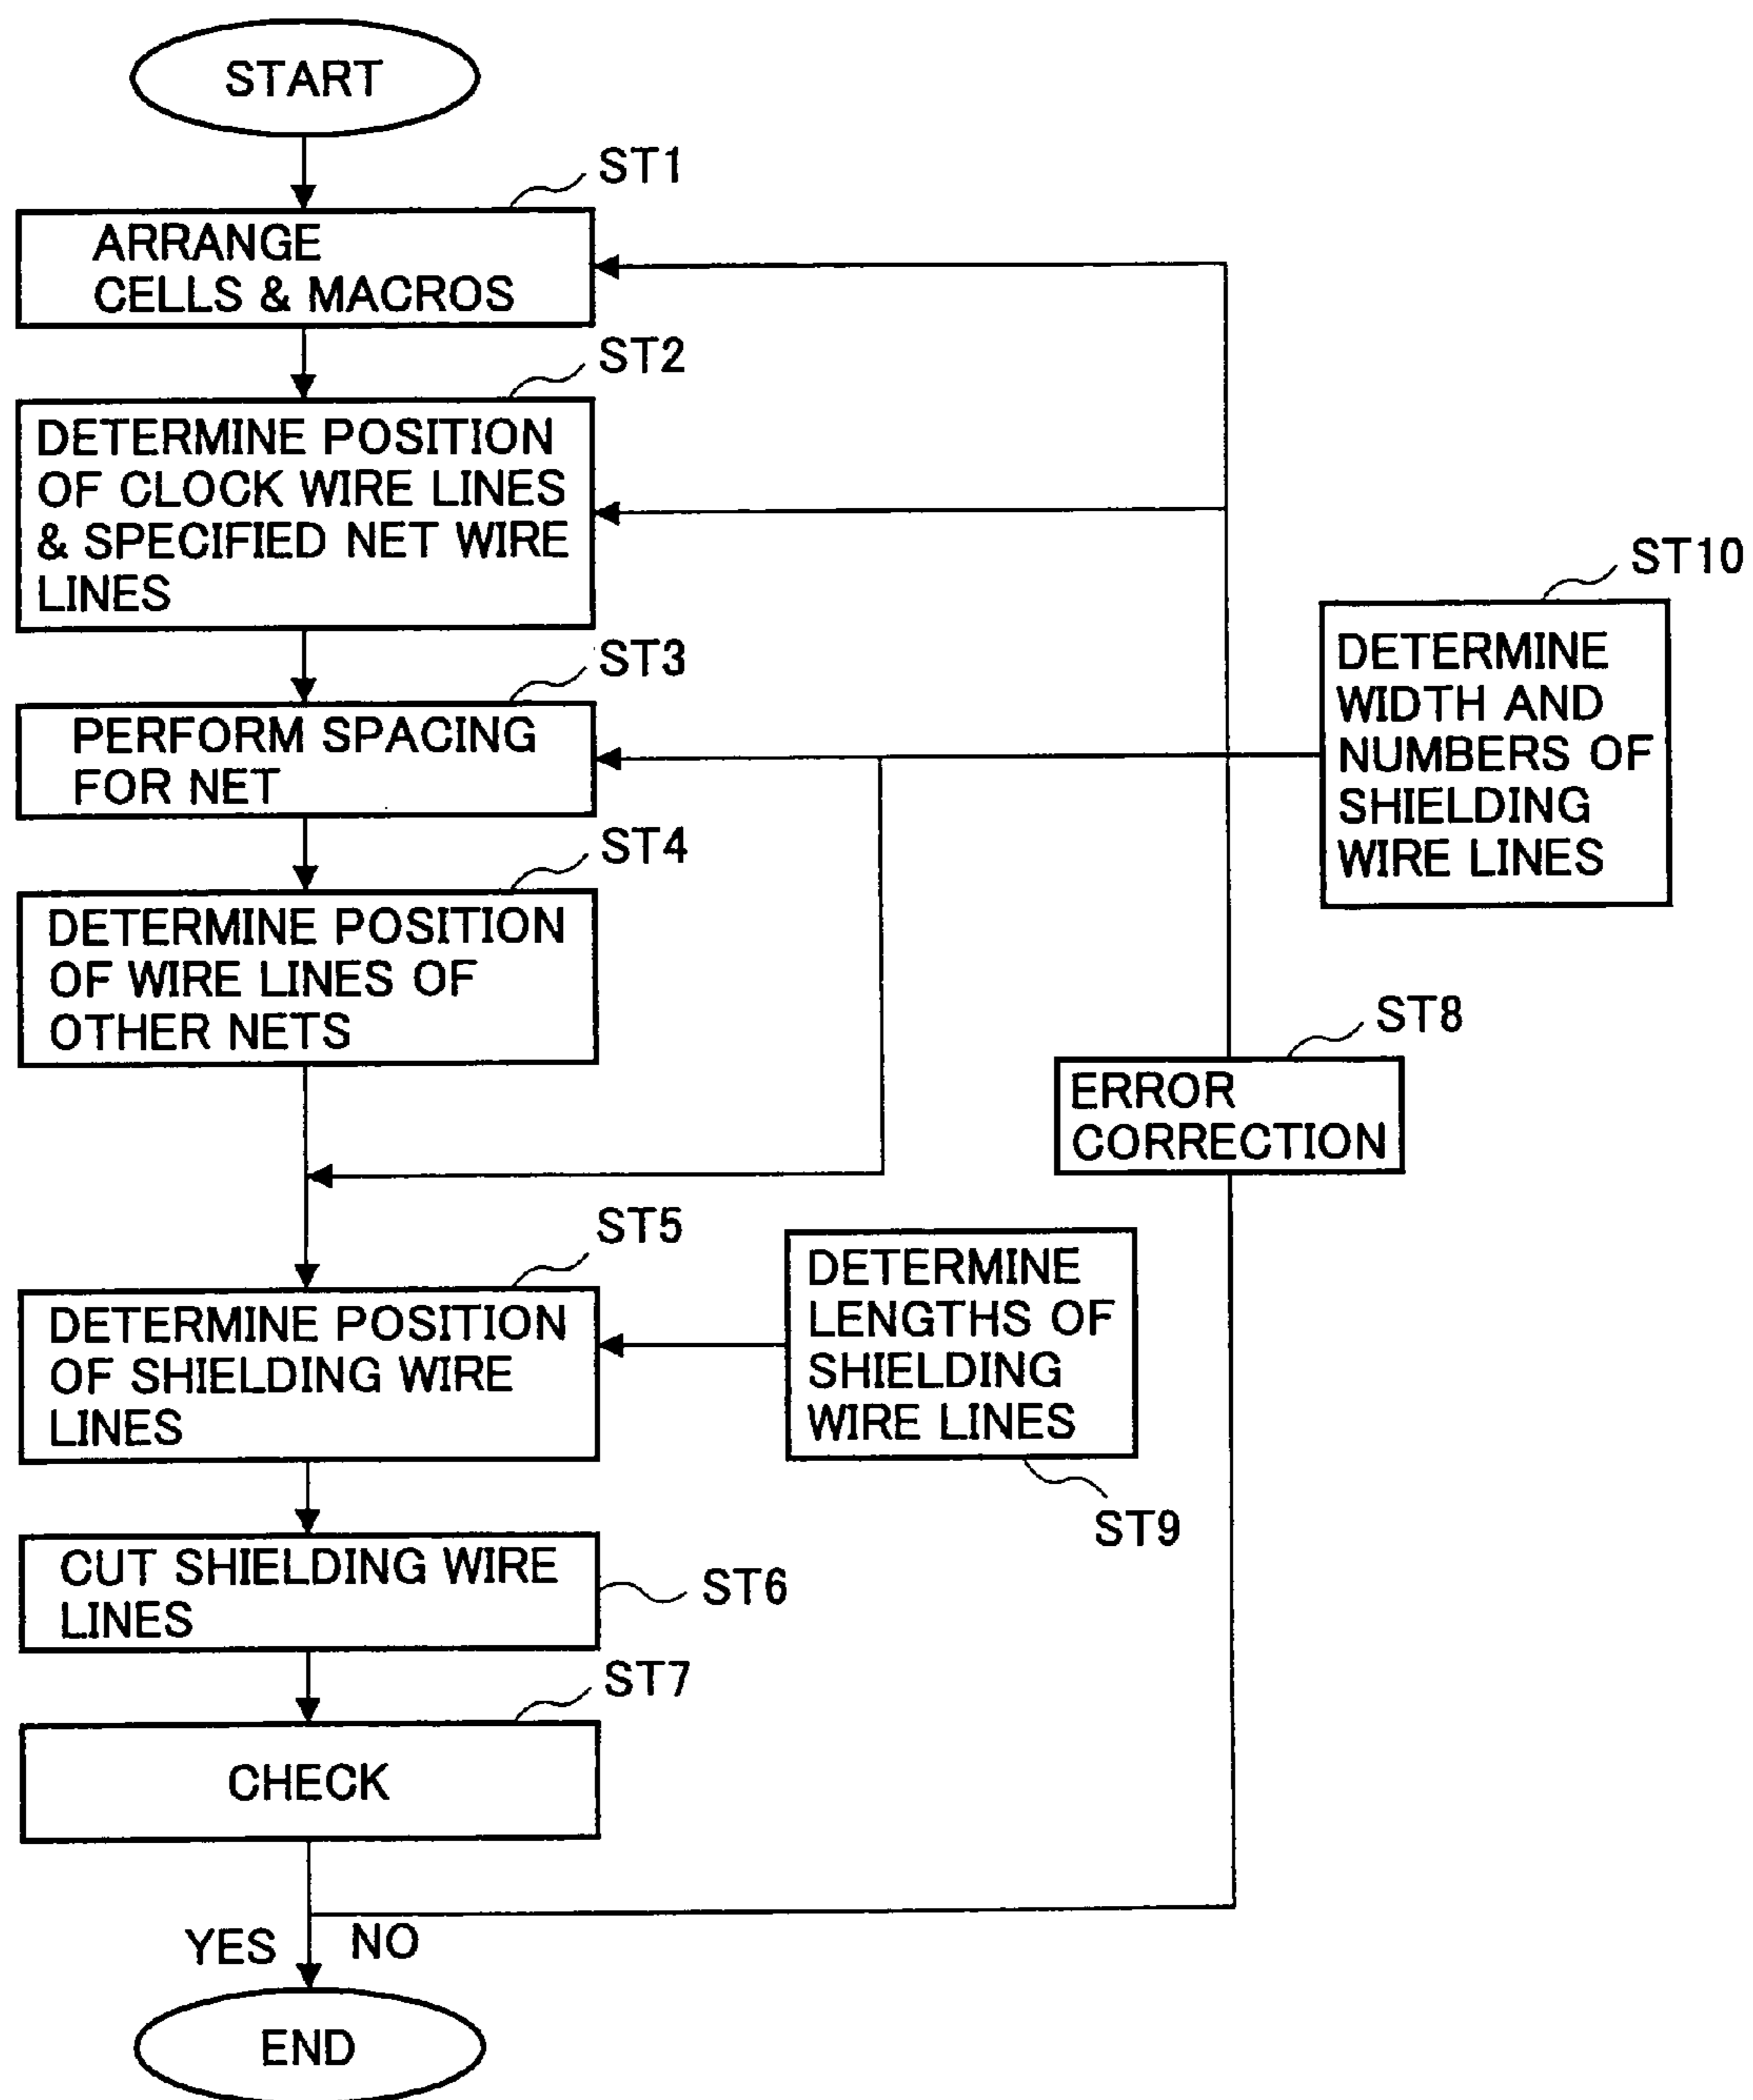 START
ST1
ARRANGE
CELLS & MACROS
ST2
DETERMINE POSITION
OF CLOCK WIRE LINES
& SPECIFIED NET WIRE
LINES
ST10
DETERMINE
WIDTH AND
NUMBERS OF
SHIELDING
WIRE LINES
ST3
PERFORM SPACING
FOR NET
ST4
DETERMINE POSITION
OF WIRE LINES OF
OTHER NETS
ST8
ERROR
CORRECTION
ST5
DETERMINE POSITION
OF SHIELDING WIRE
LINES
DETERMINE
LENGTHS OF
SHIELDING
WIRE LINES
ST9
CUT SHIELDING WIRE
LINES
ST6
ST7
CHECK
YES
NO
END